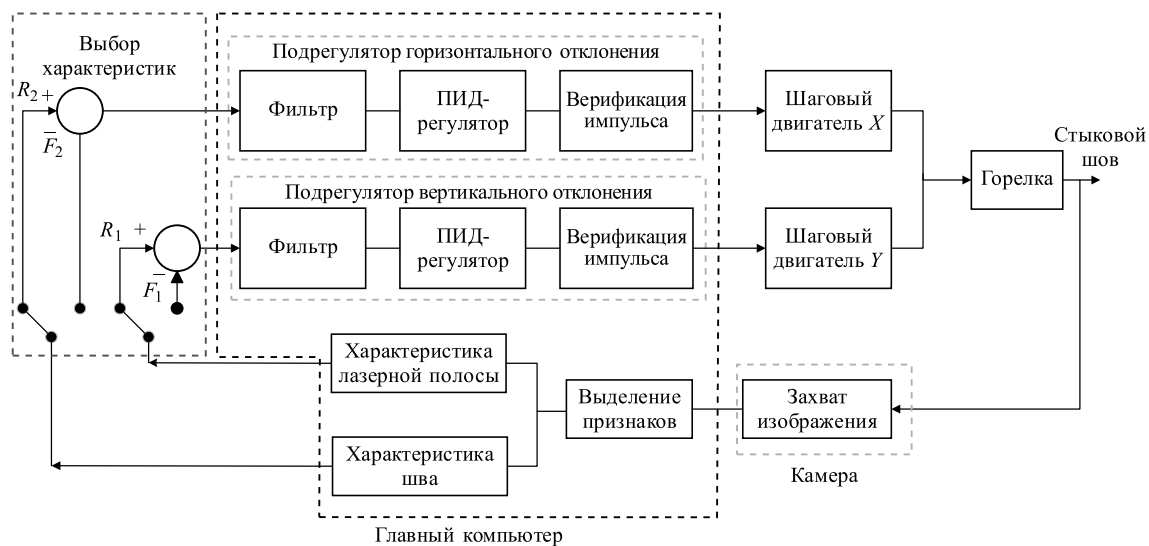 Выбор
характеристик
R2 +
F̅2
R1 +
F̅1
Подрегулятор горизонтального отклонения
Фильтр
ПИД-
регулятор
Верификация
импульса
Шаговый
двигатель X
Подрегулятор вертикального отклонения
Фильтр
ПИД-
регулятор
Верификация
импульса
Шаговый
двигатель Y
Горелка
Стыковой
шов
Характеристика
лазерной полосы
Характеристика
шва
Выделение
признаков
Захват
изображения
Камера
Главный компьютер